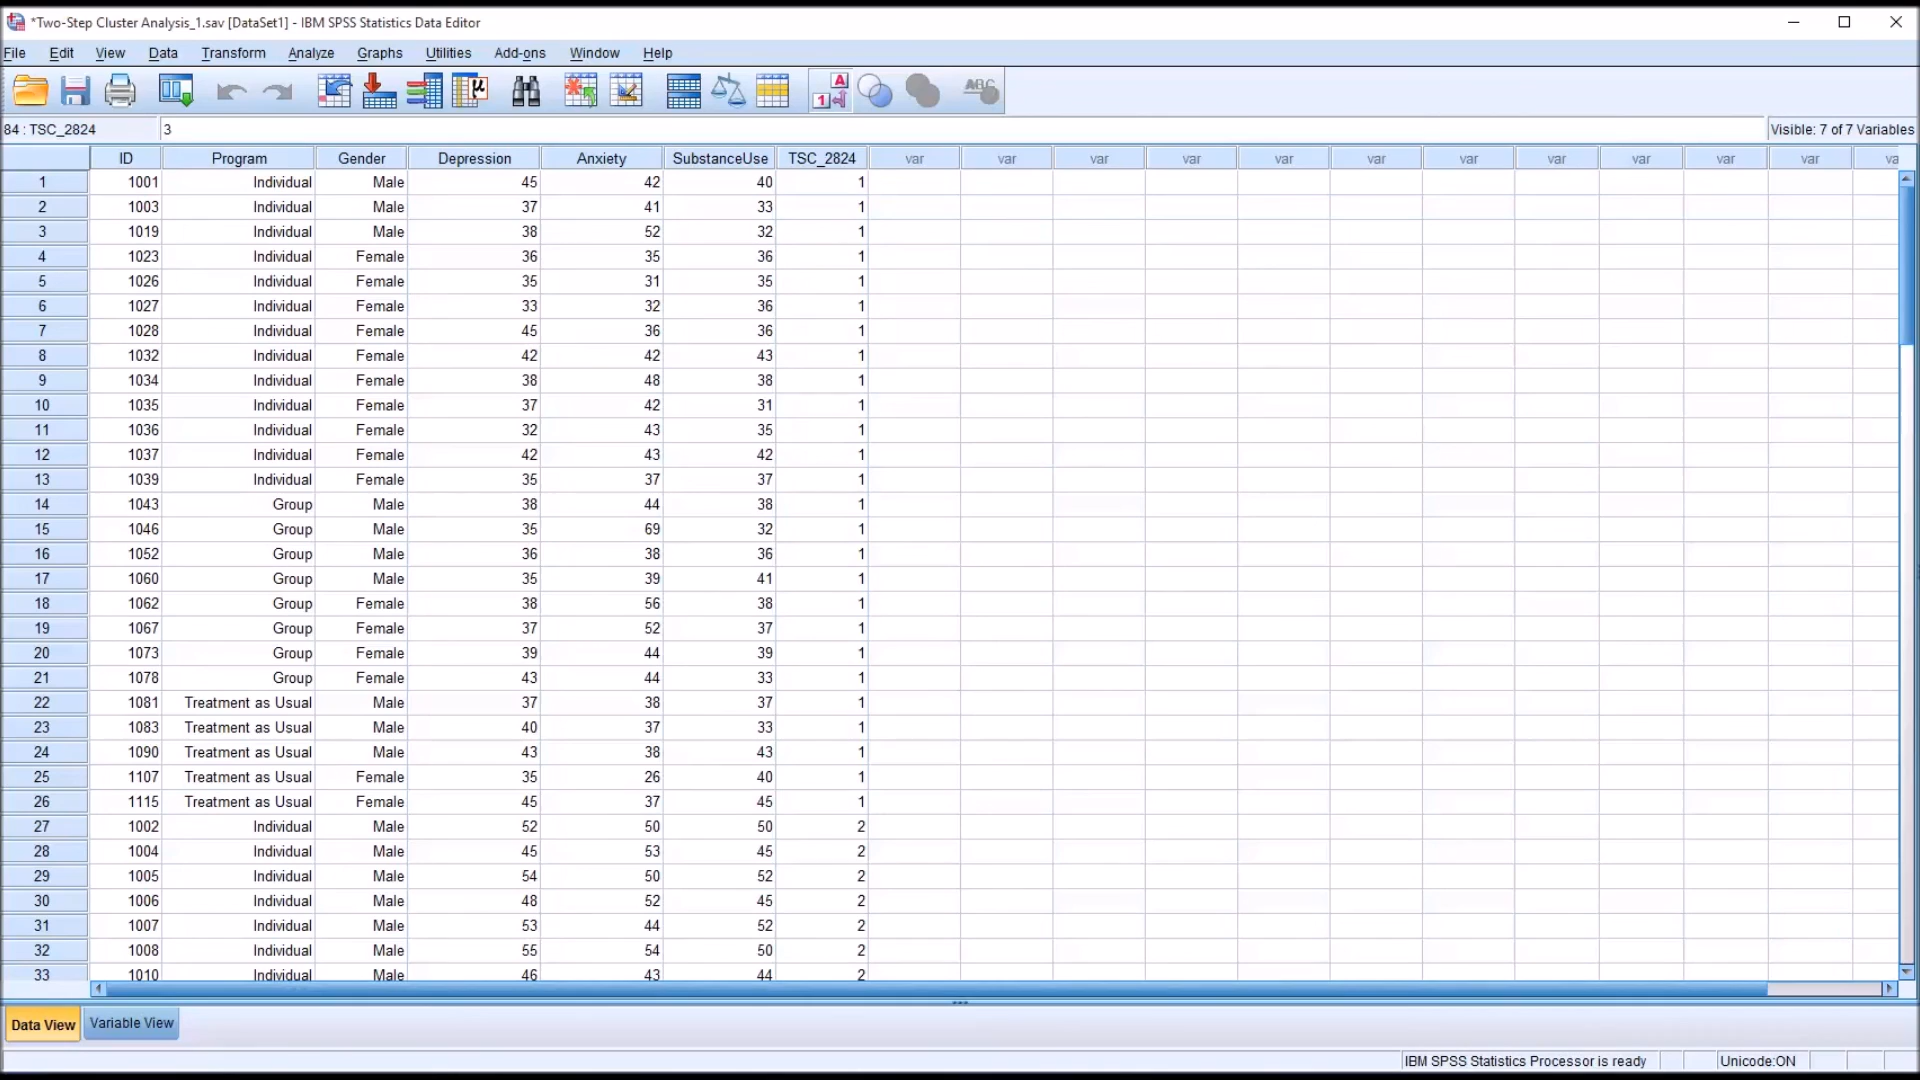 *Two-Step Cluster Analysis_1.sav [DataSet1] - IBM SPSS Statistics Data Editor
File Edit View Data Transform Analyze Graphs Utilities Add-ons Window Help
84 : TSC_2824 3 Visible: 7 of 7 Variables
ID Program Gender Depression Anxiety SubstanceUse TSC_2824 var var var var var var var var var var var va
1 1001 Individual Male 45 42 40 1
2 1003 Individual Male 37 41 33 1
3 1019 Individual Male 38 52 32 1
4 1023 Individual Female 36 35 36 1
5 1026 Individual Female 35 31 35 1
6 1027 Individual Female 33 32 36 1
7 1028 Individual Female 45 36 36 1
8 1032 Individual Female 42 42 43 1
9 1034 Individual Female 38 48 38 1
10 1035 Individual Female 37 42 31 1
11 1036 Individual Female 32 43 35 1
12 1037 Individual Female 42 43 42 1
13 1039 Individual Female 35 37 37 1
14 1043 Group Male 38 44 38 1
15 1046 Group Male 35 69 32 1
16 1052 Group Male 36 38 36 1
17 1060 Group Male 35 39 41 1
18 1062 Group Female 38 56 38 1
19 1067 Group Female 37 52 37 1
20 1073 Group Female 39 44 39 1
21 1078 Group Female 43 44 33 1
22 1081 Treatment as Usual Male 37 38 37 1
23 1083 Treatment as Usual Male 40 37 33 1
24 1090 Treatment as Usual Male 43 38 43 1
25 1107 Treatment as Usual Female 35 26 40 1
26 1115 Treatment as Usual Female 45 37 45 1
27 1002 Individual Male 52 50 50 2
28 1004 Individual Male 45 53 45 2
29 1005 Individual Male 54 50 52 2
30 1006 Individual Male 48 52 45 2
31 1007 Individual Male 53 44 52 2
32 1008 Individual Male 55 54 50 2
33 1010 Individual Male 46 43 44 2
Data View Variable View
IBM SPSS Statistics Processor is ready Unicode:ON